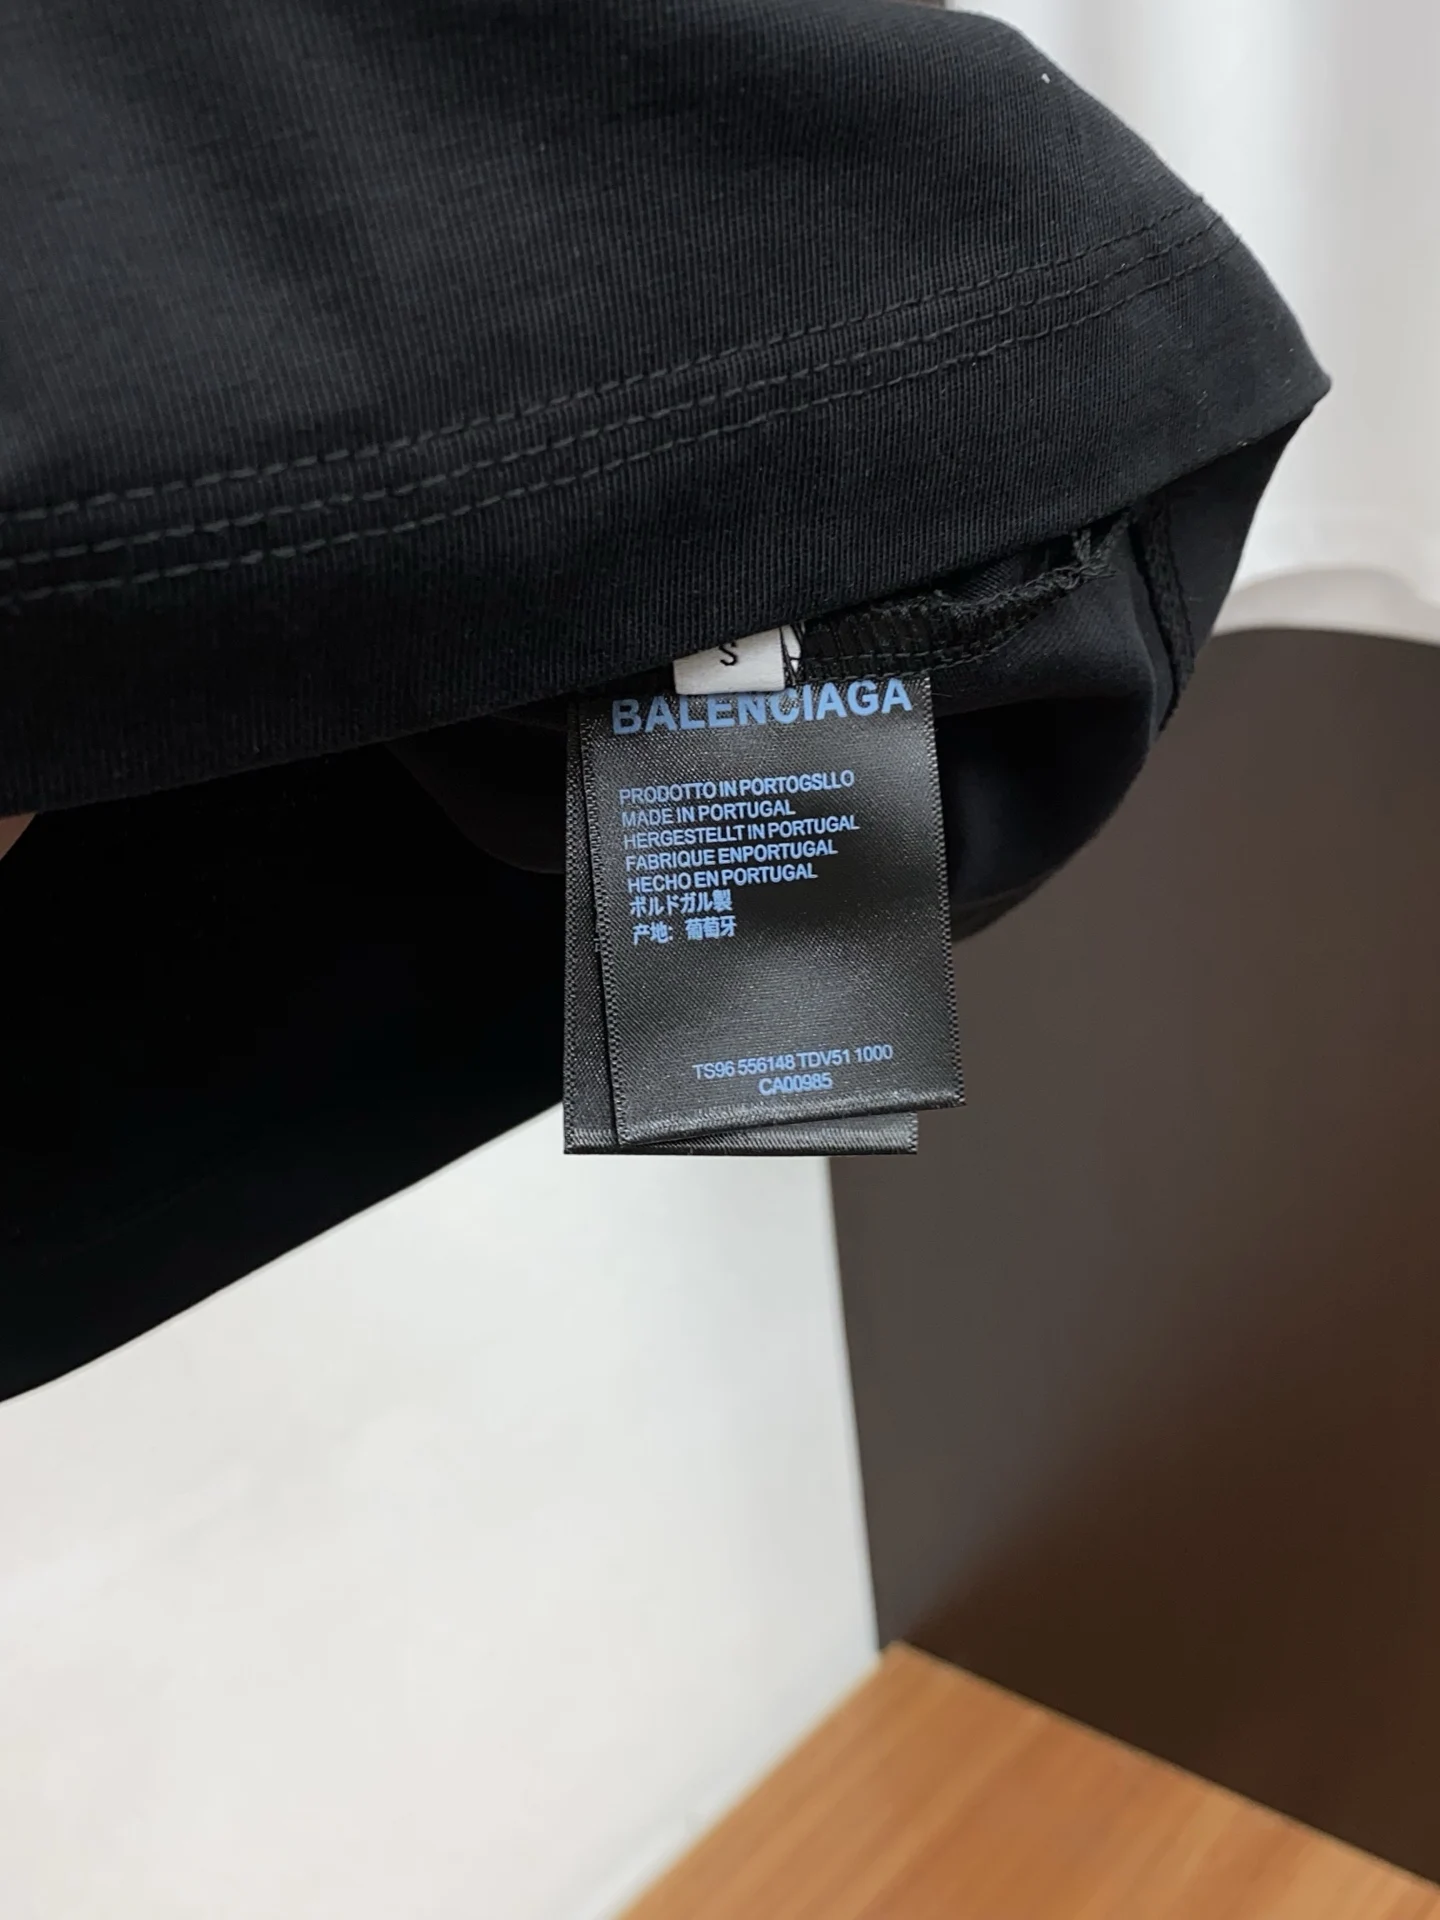 S
BALENCIAGA
PRODOTTO IN PORTOGSLLO
MADE IN PORTUGAL
HERGESTELLT IN PORTUGAL
FABRIQUE ENPORTUGAL
HECHO EN PORTUGAL
ボルドガル製
产地: 葡萄牙
TS96 556148 TDV51 1000
CA00985